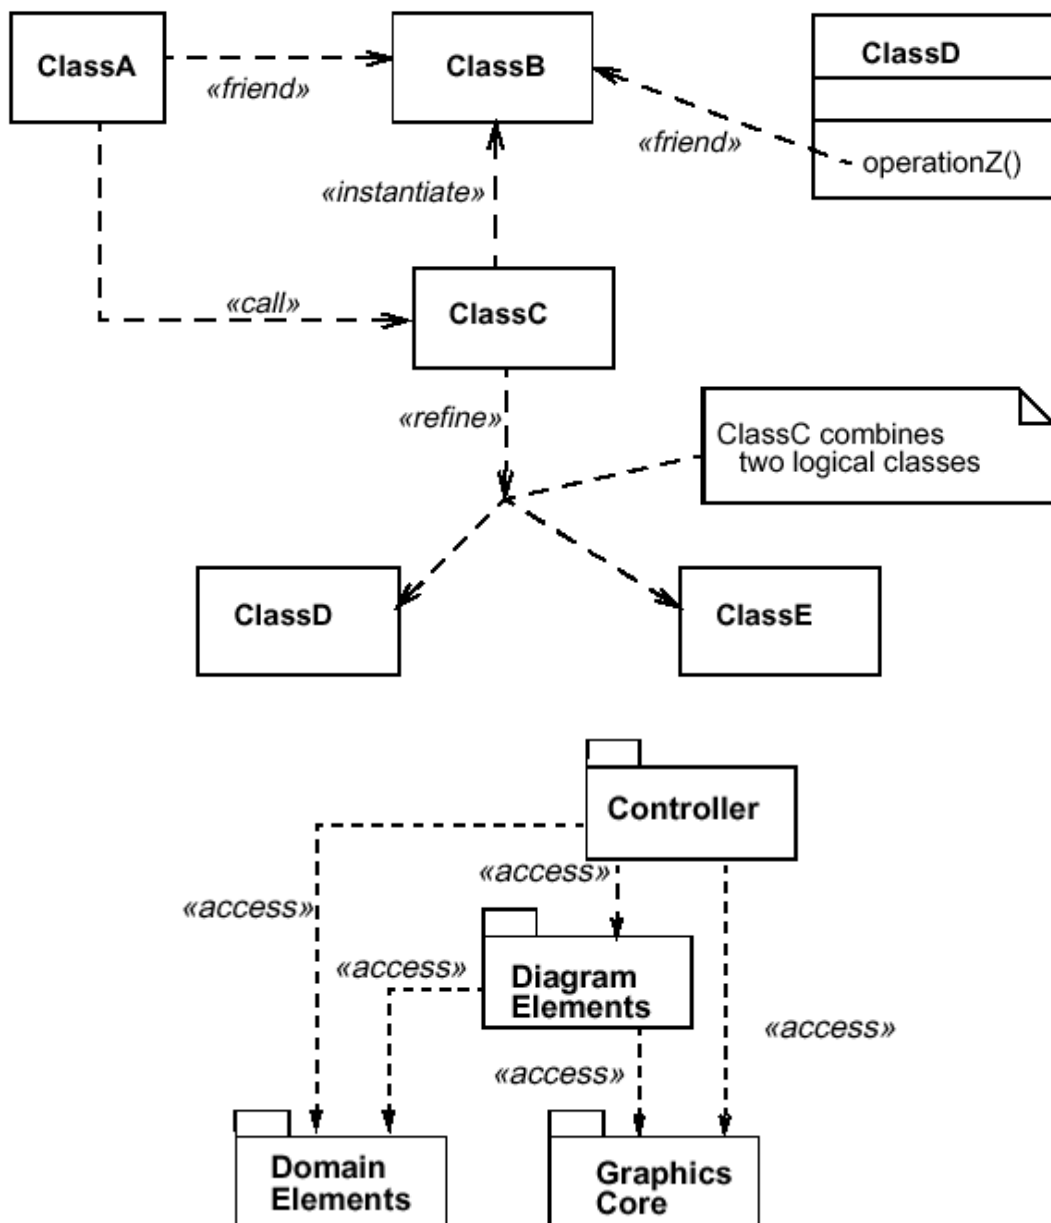 ClassA
ClassB
ClassD
«friend»
«friend»
operationZ()
«instantiate»
«call»
ClassC
«refine»
ClassC combines
two logical classes
ClassD
ClassE
Controller
«access»
«access»
«access»
Diagram
Elements
«access»
«access»
Domain
Elements
Graphics
Core